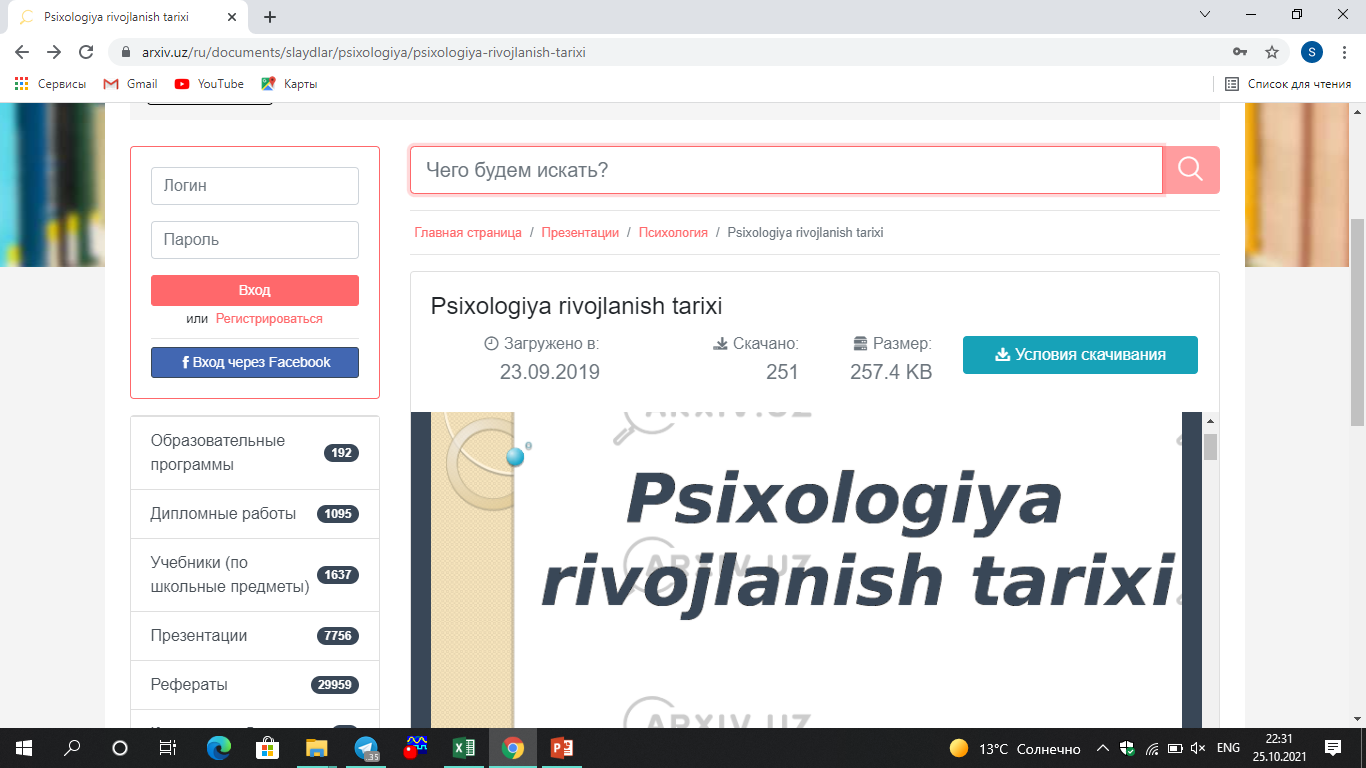 Psixologiya rivojlanish tarixi
arxiv.uz/ru/documents/slaydlar/psixologiya/psixologiya-rivojlanish-tarixi
S
Сервисы Gmail YouTube Карты Список для чтения
Логин
Пароль
Вход
или Регистрироваться
Вход через Facebook
Образовательные
программы 192
Дипломные работы 1095
Учебники (по
школьные предметы) 1637
Презентации 7756
Рефераты 29959
Чего будем искать?
Главная страница / Презентации / Психология / Psixologiya rivojlanish tarixi
Psixologiya rivojlanish tarixi
Загружено в: Скачано: Размер:
23.09.2019 251 257.4 KB
Условия скачивания
ARXIV.UZ
Psixologiya
ARXIV.UZ
rivojlanish tarixi
ARXIV.UZ
35
13°C Солнечно ENG 22:31
25.10.2021